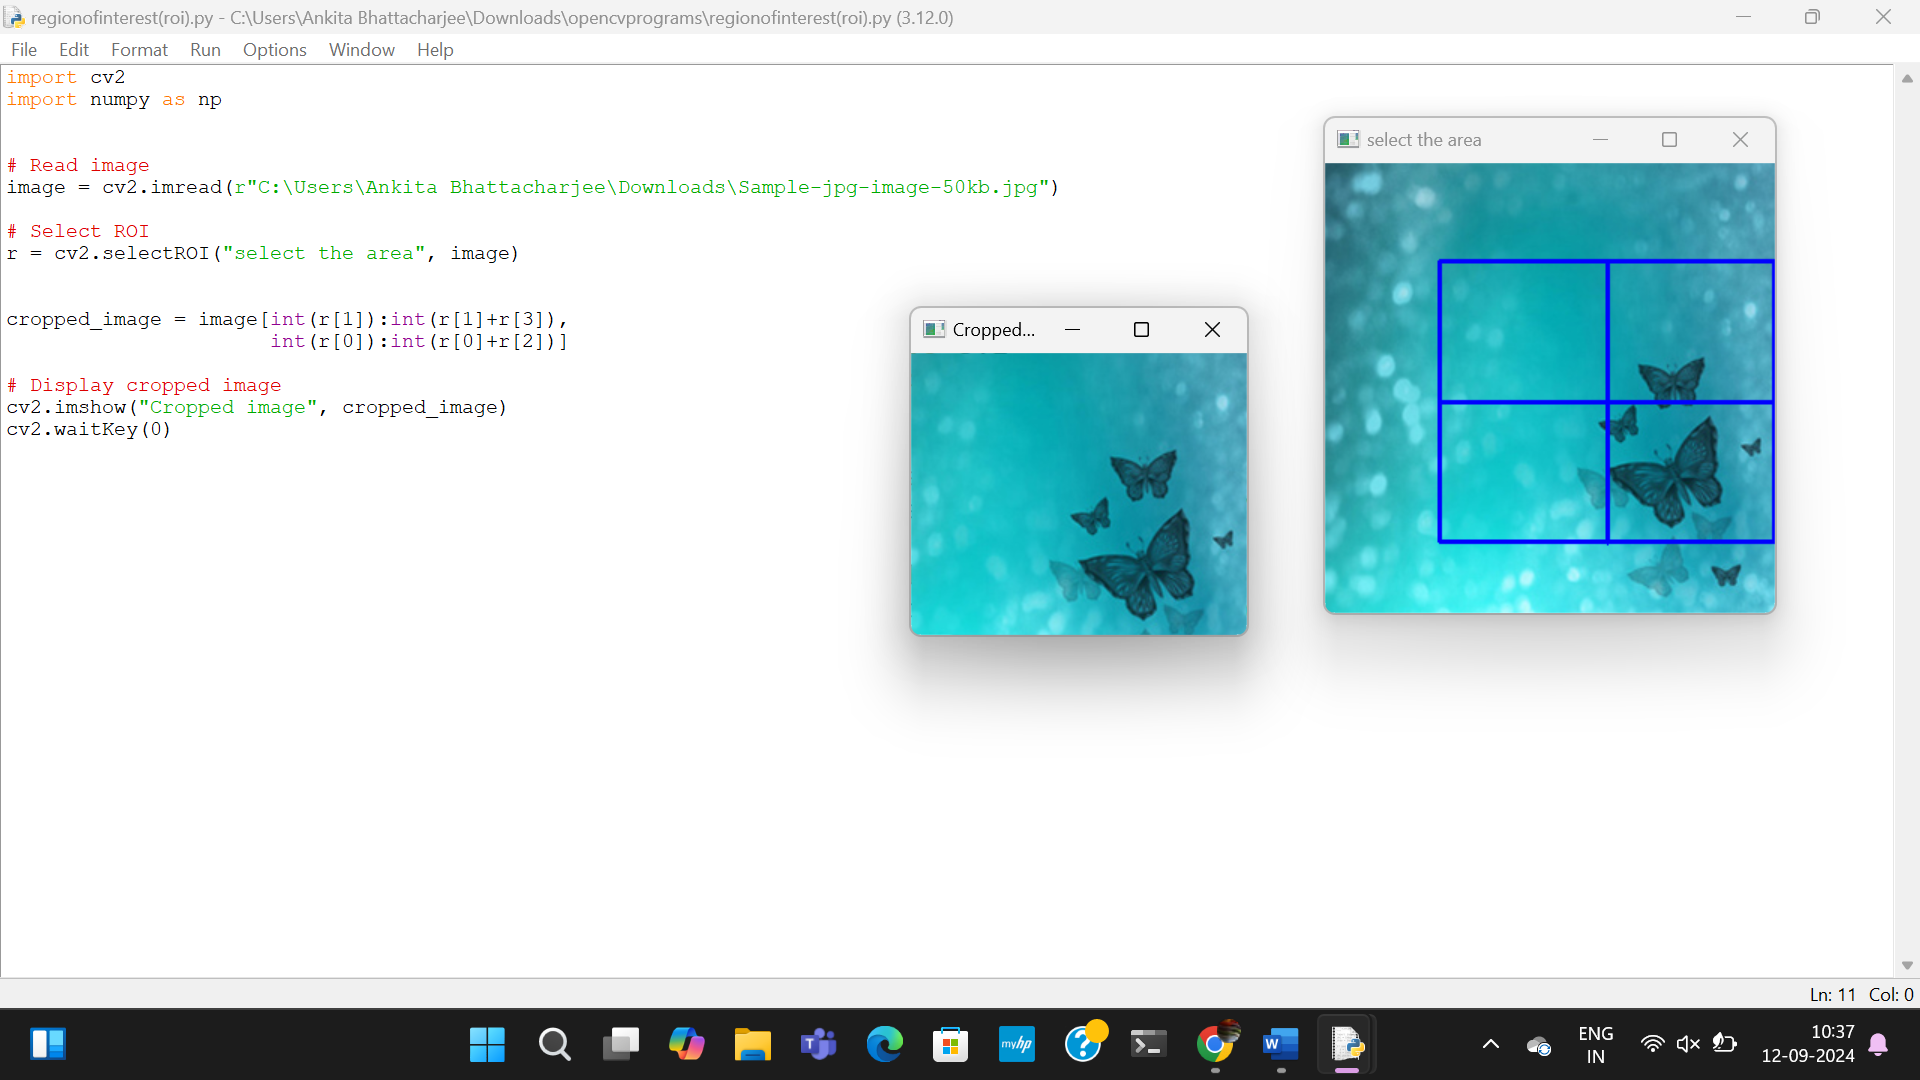 regionofinterest(roi).py - C:\Users\Ankita Bhattacharjee\Downloads\opencvprograms\regionofinterest(roi).py (3.12.0)
File Edit Format Run Options Window Help
import cv2
import numpy as np
# Read image
image = cv2.imread(r"C:\Users\Ankita Bhattacharjee\Downloads\Sample-jpg-image-50kb.jpg")
# Select ROI
r = cv2.selectROI("select the area", image)
cropped_image = image[int(r[1]):int(r[1]+r[3]),
int(r[0]):int(r[0]+r[2])]
# Display cropped image
cv2.imshow("Cropped image", cropped_image)
cv2.waitKey(0)
Cropped...
select the area
Ln: 11 Col: 0
T
myhp
?
W
ENG
IN
10:37
12-09-2024